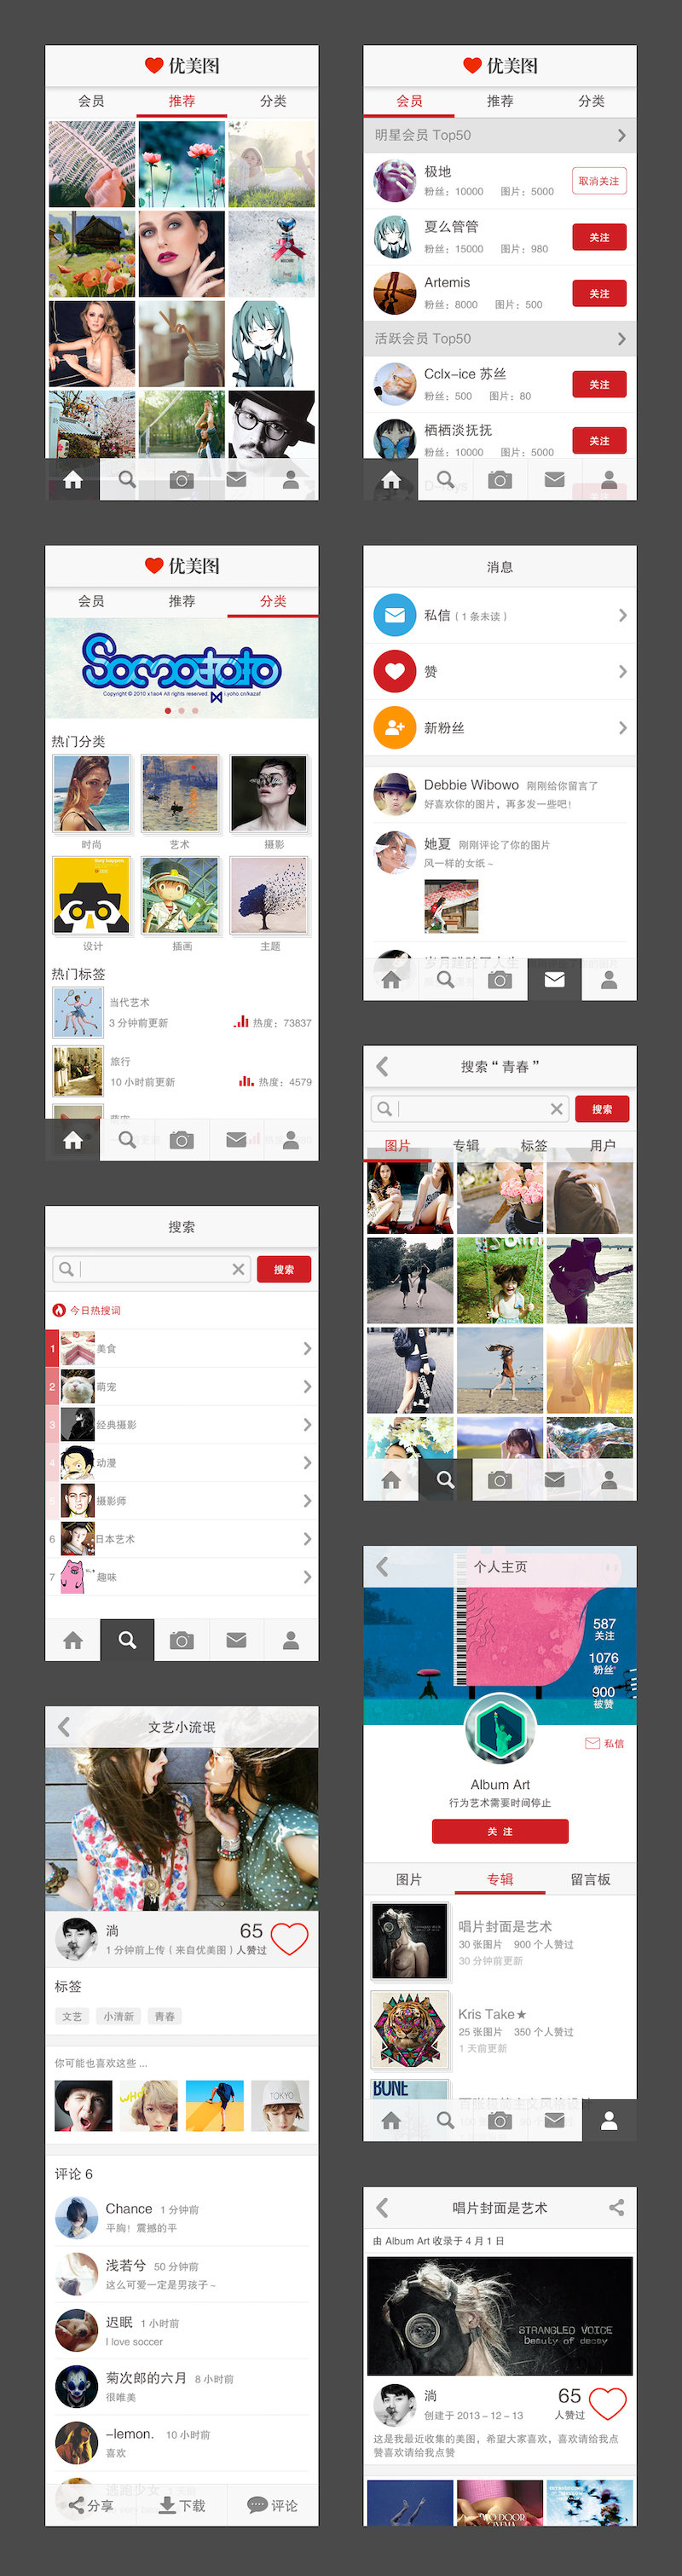 优美图
会员 推荐 分类
优美图
会员 推荐 分类
明星会员 Top50
极地
粉丝：10000 图片：5000
取消关注
夏么管管
粉丝：15000 图片：980
关注
Artemis
粉丝：8000 图片：500
关注
活跃会员 Top50
Cclx-ice 苏丝
粉丝：500 图片：80
关注
栖栖淡抚抚
粉丝：10000 图片：5000
关注
优美图
会员 推荐 分类
Somototo
Copyright © 2010 x1so4 All rights reserved. i.yoho.cn/kazaf
热门分类
时尚 艺术 摄影
设计 插画 主题
热门标签
当代艺术
3 分钟前更新 热度：73837
旅行
10 小时前更新 热度：4579
萌宠
消息
私信（1 条未读）
赞
新粉丝
Debbie Wibowo 刚刚给你留言了
好喜欢你的图片，再多发一些吧！
她夏 刚刚评论了你的图片
风一样的女纸~
岁月蹉跎了人生
搜索“青春”
搜索
图片 专辑 标签 用户
搜索
搜索
今日热搜词
1 美食
2 萌宠
3 经典摄影
4 动漫
5 摄影师
6 日本艺术
7 趣味
个人主页
587
关注
1076
粉丝
900
被赞
私信
Album Art
行为艺术需要时间停止
关 注
图片 专辑 留言板
唱片封面是艺术
30 张图片 900 个人赞过
30 分钟前更新
Kris Take★
25 张图片 350 个人赞过
1 天前更新
BONE
文艺小流氓
淌
1 分钟前上传（来自优美图）
65
人赞过
标签
文艺 小清新 青春
你可能也喜欢这些 ...
TOKYO
评论 6
Chance 1 分钟前
平胸！震撼的平
浅若兮 50 分钟前
这么可爱一定是男孩子~
迟眠 1 小时前
I love soccer
菊次郎的六月 8 小时前
很唯美
-lemon. 10 小时前
喜欢
逃跑少女
分享 下载 评论
唱片封面是艺术
由 Album Art 收录于 4 月 1 日
STRANGLED VOICE
Beauty of decay
淌
创建于 2013-12-13
65
人赞过
这是我最近收集的美图，希望大家喜欢，喜欢请给我点
赞喜欢请给我点赞
TWO DOOR
CINEMA